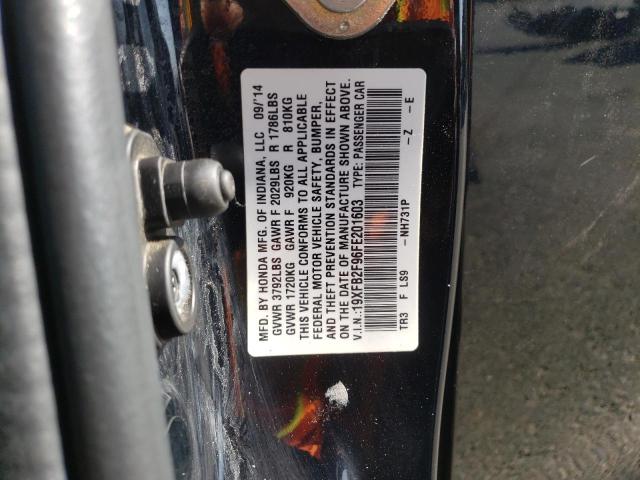 MFD. BY HONDA MFG. OF INDIANA, LLC 09/'14
GVWR 3792LBS GAWR F 2029LBS R 1786LBS
GVWR 1720KG GAWR F 920KG R 810KG
THIS VEHICLE CONFORMS TO ALL APPLICABLE
FEDERAL MOTOR VEHICLE SAFETY, BUMPER,
AND THEFT PREVENTION STANDARDS IN EFFECT
ON THE DATE OF MANUFACTURE SHOWN ABOVE.
V.I.N.:19XFB2F96FE201603 TYPE: PASSENGER CAR
TR3 F LS9 -NH731P -Z -E